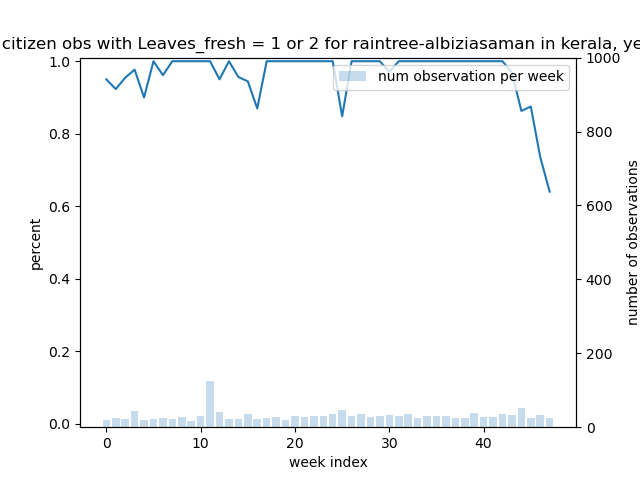 citizen obs with Leaves_fresh = 1 or 2 for raintree-albiziasaman in kerala, ye
num observation per week
1.0
0.8
0.6
0.4
0.2
0.0
percent
1000
800
600
400
200
0
number of observations
0 10 20 30 40
week index